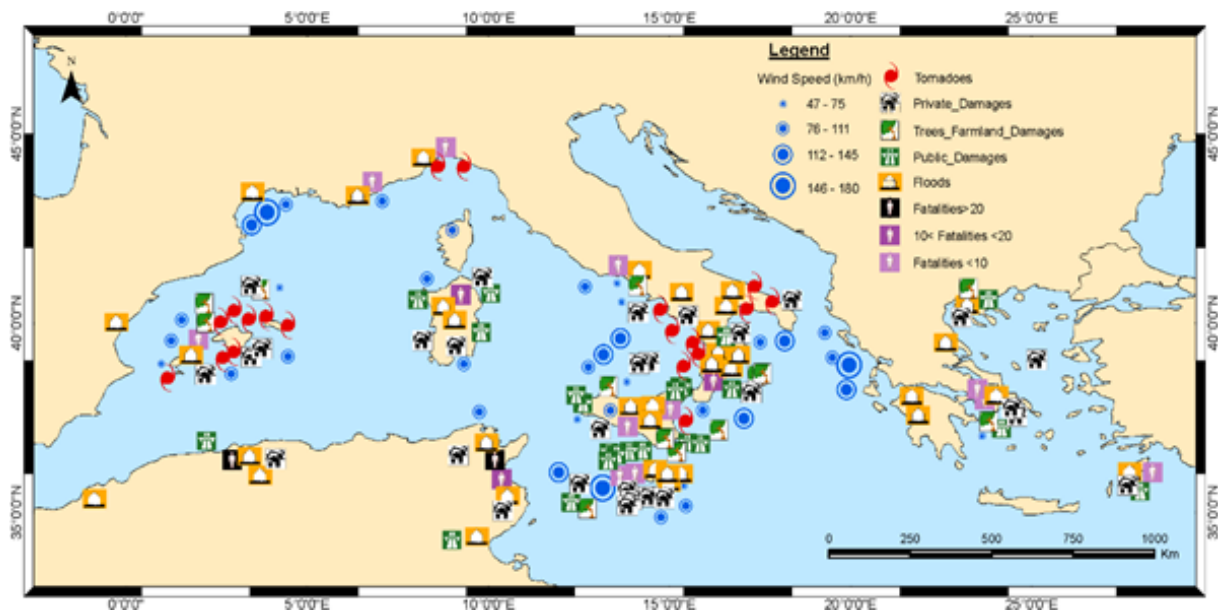 0°0'0"E 5°0'0"E 10°0'0"E 15°0'0"E 20°0'0"E 25°0'0"E
N
Legend
Wind Speed (km/h)
47 - 75
76 - 111
112 - 145
146 - 180
Tornadoes
Private_Damages
Trees_Farmland_Damages
Public_Damages
Floods
Fatalities>20
10< Fatalities <20
Fatalities <10
45°0'0"N 45°0'0"N
40°0'0"N 40°0'0"N
35°0'0"N 35°0'0"N
0 250 500 750 1000
Km
0°0'0"E 5°0'0"E 10°0'0"E 15°0'0"E 20°0'0"E 25°0'0"E